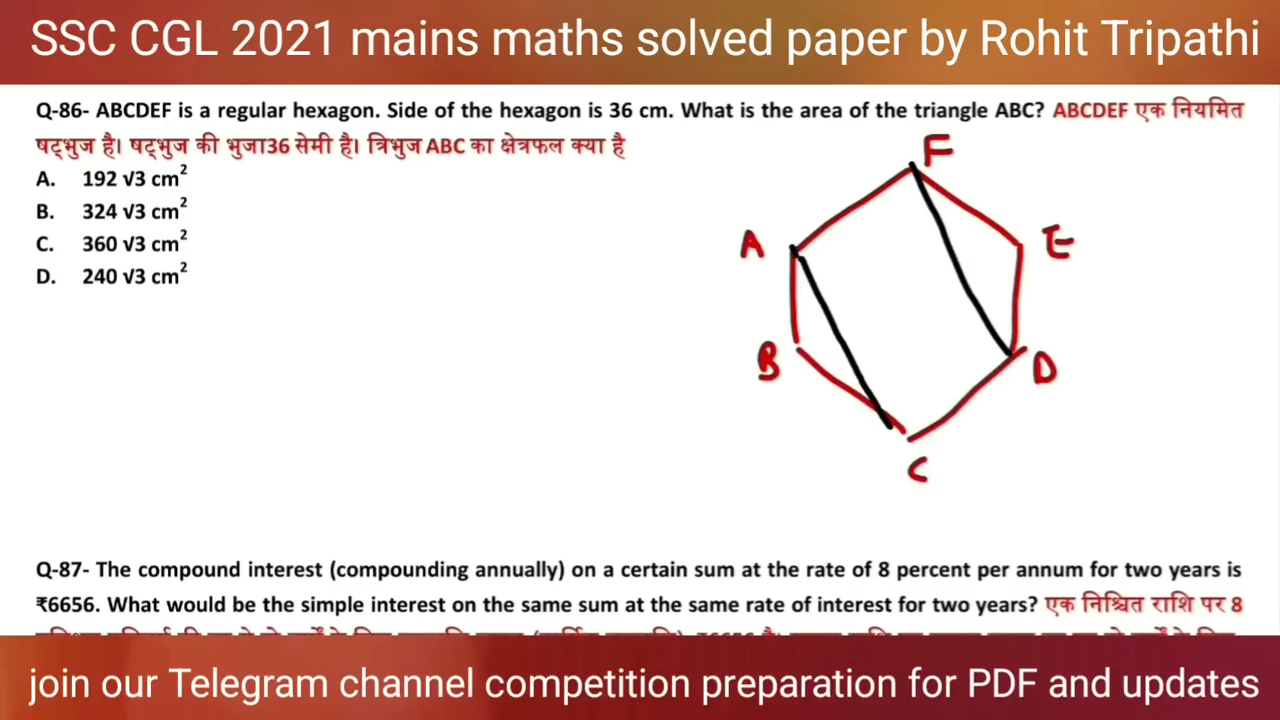 SSC CGL 2021 mains maths solved paper by Rohit Tripathi
Q-86- ABCDEF is a regular hexagon. Side of the hexagon is 36 cm. What is the area of the triangle ABC? ABCDEF एक नियमित
षट्भुज है। षट्भुज की भुजा36 सेमी है। त्रिभुज ABC का क्षेत्रफल क्या है
A. 192 √3 cm²
B. 324 √3 cm²
C. 360 √3 cm²
D. 240 √3 cm²
F
A
E
B
D
C
Q-87- The compound interest (compounding annually) on a certain sum at the rate of 8 percent per annum for two years is
₹6656. What would be the simple interest on the same sum at the same rate of interest for two years? एक निश्चित राशि पर 8
join our Telegram channel competition preparation for PDF and updates